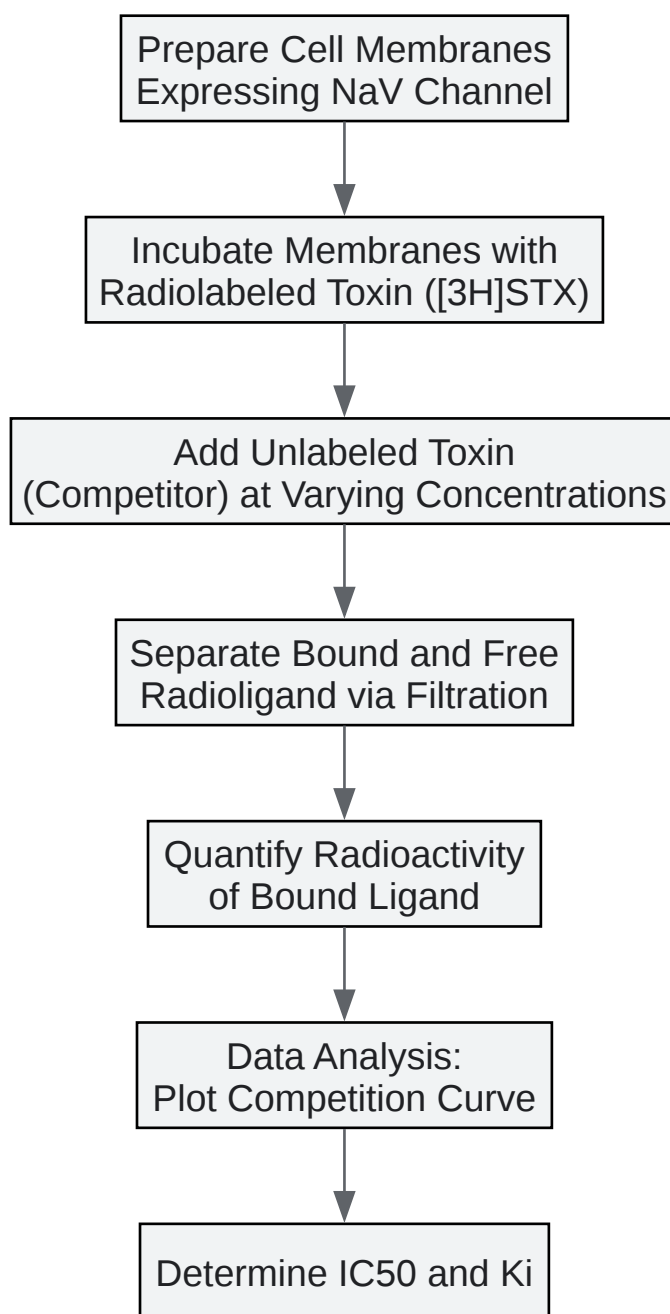 Prepare Cell Membranes
Expressing NaV Channel
Incubate Membranes with
Radiolabeled Toxin ([3H]STX)
Add Unlabeled Toxin
(Competitor) at Varying Concentrations
Separate Bound and Free
Radioligand via Filtration
Quantify Radioactivity
of Bound Ligand
Data Analysis:
Plot Competition Curve
Determine IC50 and Ki